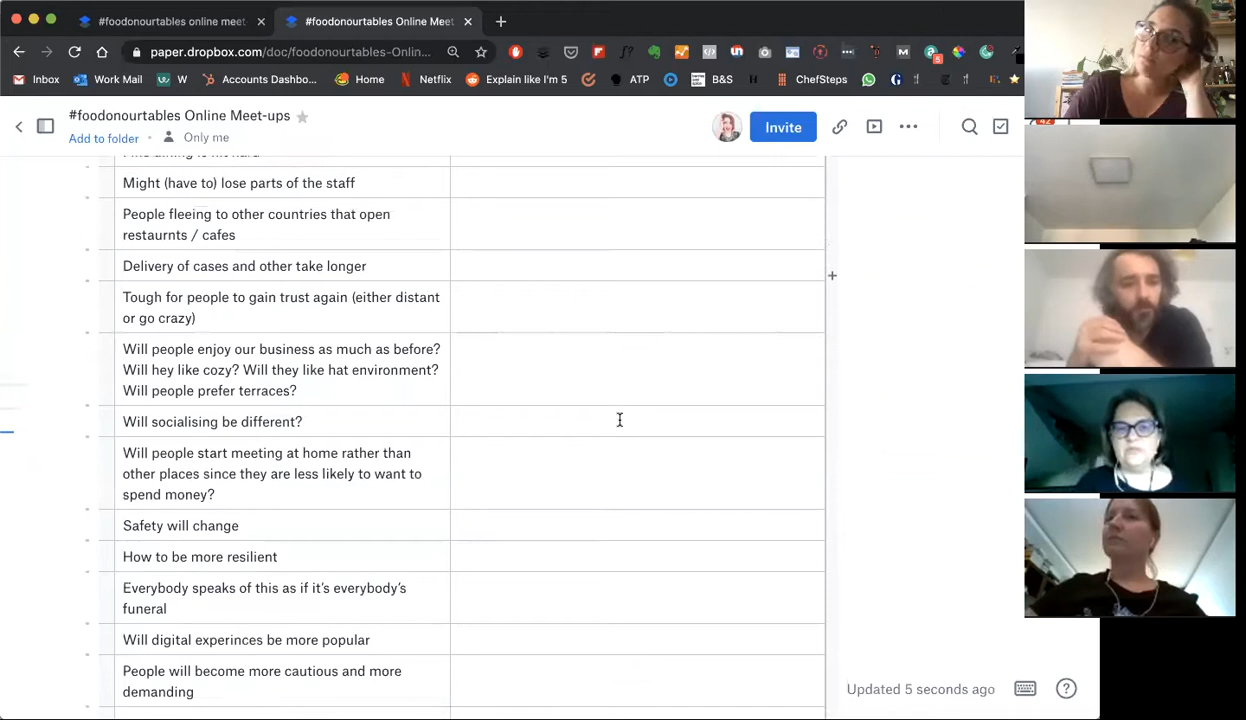 #foodonourtables online meet-
#foodonourtables Online Meet
paper.dropbox.com/doc/foodonourtables-Onlin...
Inbox
Work Mail
W
Accounts Dashbo...
Home
Netflix
Explain like I'm 5
ATP
B&S
ChefSteps
#foodonourtables Online Meet-ups
Add to folder
Only me
Invite
Might (have to) lose parts of the staff
People fleeing to other countries that open
restaurnts / cafes
Delivery of cases and other take longer
Tough for people to gain trust again (either distant
or go crazy)
Will people enjoy our business as much as before?
Will hey like cozy? Will they like hat environment?
Will people prefer terraces?
Will socialising be different?
Will people start meeting at home rather than
other places since they are less likely to want to
spend money?
Safety will change
How to be more resilient
Everybody speaks of this as if it's everybody's
funeral
Will digital experinces be more popular
People will become more cautious and more
demanding
Updated 5 seconds ago